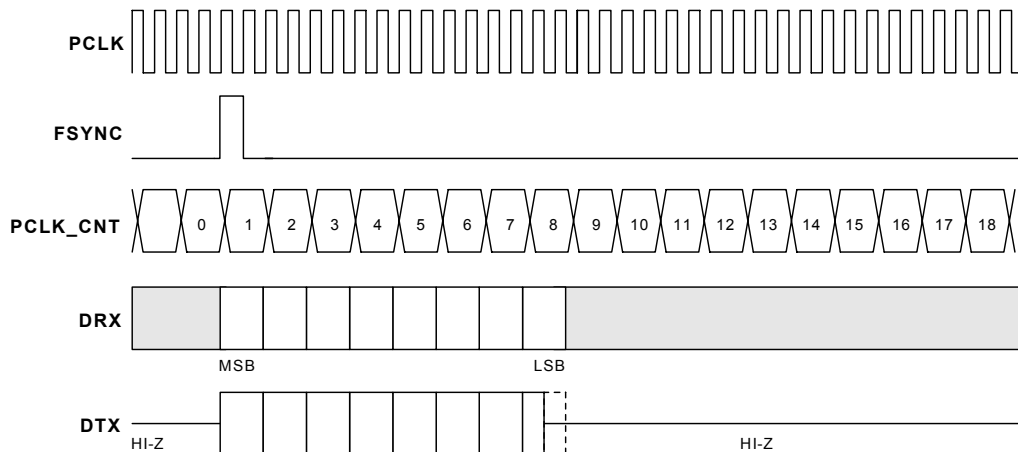 PCLK
FSYNC
PCLK_CNT 0 1 2 3 4 5 6 7 8 9 10 11 12 13 14 15 16 17 18
DRX
MSB LSB
DTX
HI-Z HI-Z